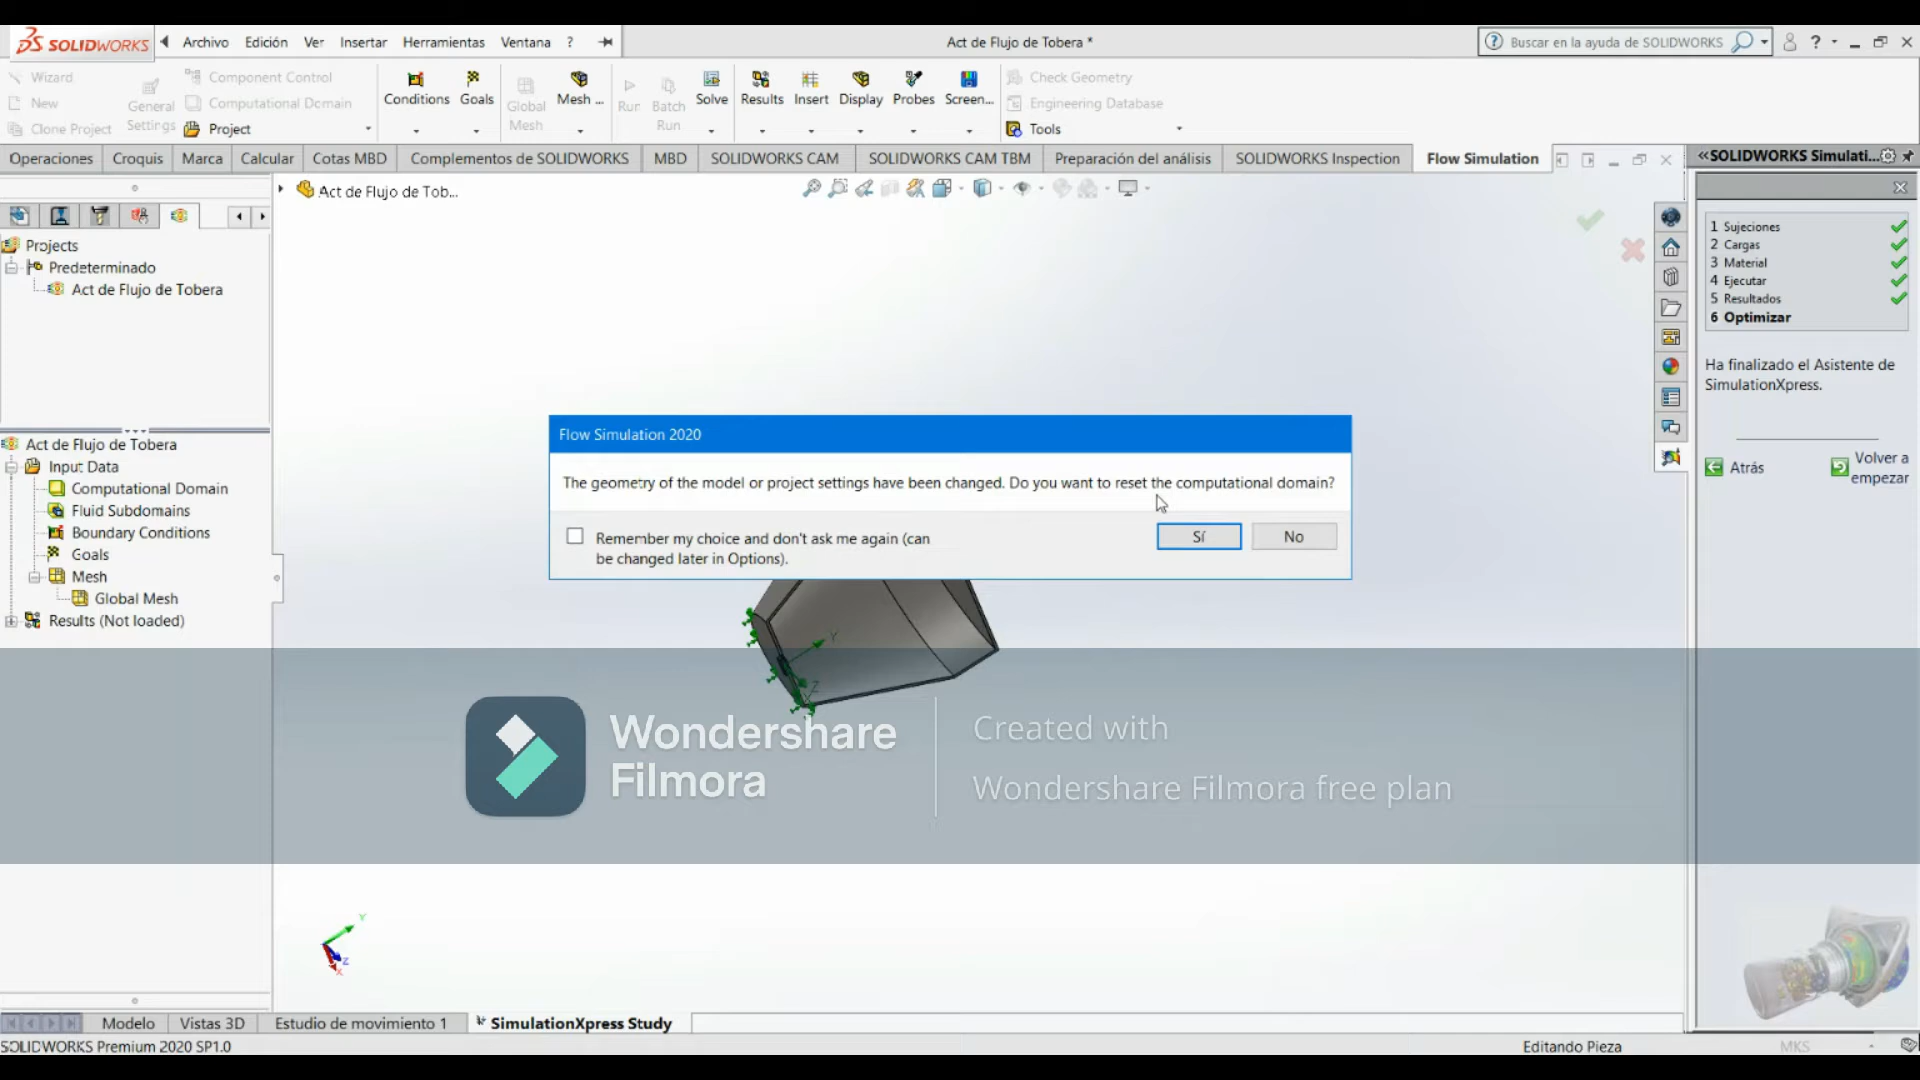 SOLIDWORKS
Archivo Edición Ver Insertar Herramientas Ventana ?
Act de Flujo de Tobera *
Buscar en la ayuda de SOLIDWORKS
Wizard
New
Clone Project
General Settings
Component Control
Computational Domain
Project
Conditions
Goals
Global Mesh
Mesh ...
Run
Batch Run
Solve
Results
Insert
Display
Probes
Screen...
Check Geometry
Engineering Database
Tools
Operaciones Croquis Marca Calcular Cotas MBD Complementos de SOLIDWORKS MBD SOLIDWORKS CAM SOLIDWORKS CAM TBM Preparación del análisis SOLIDWORKS Inspection Flow Simulation
«SOLIDWORKS Simulati...
Act de Flujo de Tob...
Projects
Predeterminado
Act de Flujo de Tobera
Act de Flujo de Tobera
Input Data
Computational Domain
Fluid Subdomains
Boundary Conditions
Goals
Mesh
Global Mesh
Results (Not loaded)
Flow Simulation 2020
The geometry of the model or project settings have been changed. Do you want to reset the computational domain?
Remember my choice and don't ask me again (can
be changed later in Options).
Sí
No
Y
Z
1 Sujeciones
2 Cargas
3 Material
4 Ejecutar
5 Resultados
6 Optimizar
Ha finalizado el Asistente de
SimulationXpress.
Atrás
Volver a
empezar
Wondershare
Filmora
Created with
Wondershare Filmora free plan
Y
Z
X
Modelo Vistas 3D Estudio de movimiento 1 SimulationXpress Study
SOLIDWORKS Premium 2020 SP1.0
Editando Pieza
MKS